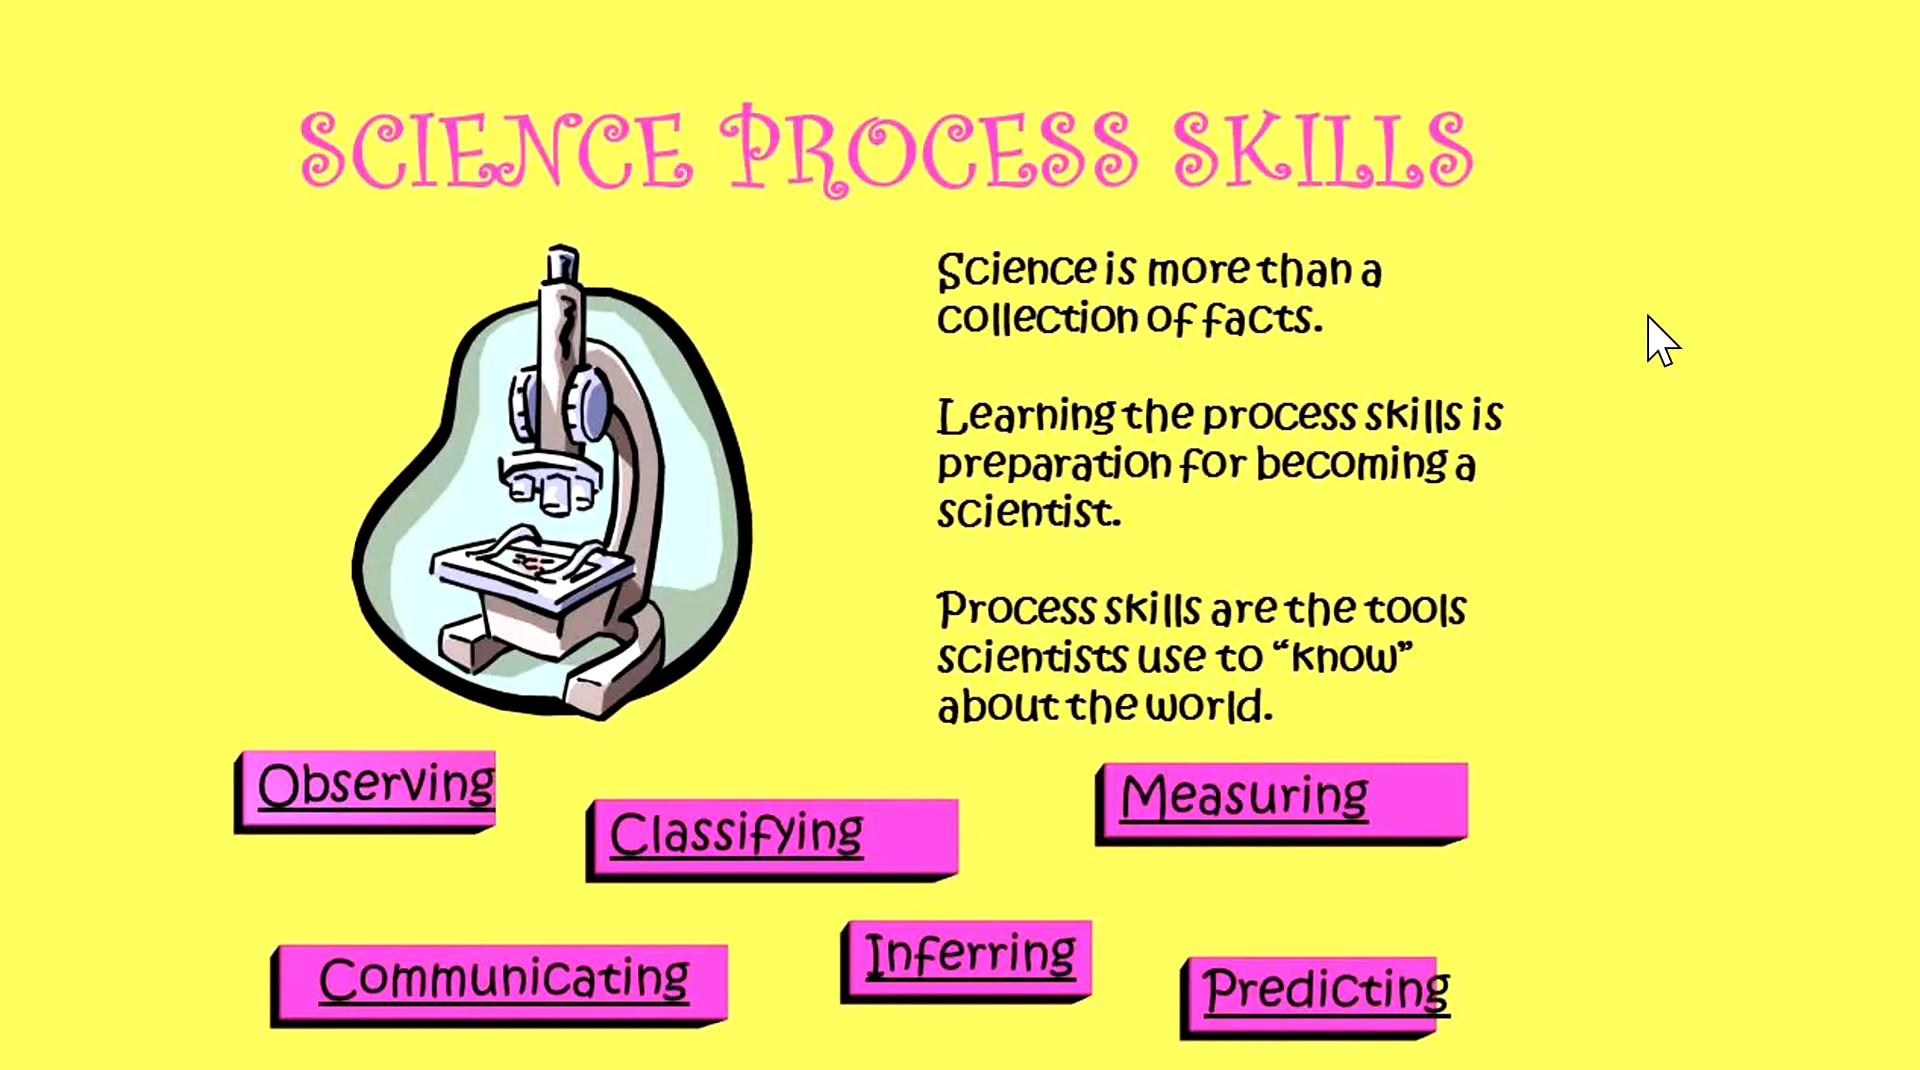 SCIENCE PROCESS SKILLS
Science is more than a
collection of facts.
Learning the process skills is
preparation for becoming a
scientist.
Process skills are the tools
scientists use to “know”
about the world.
Observing
Classifying
Measuring
Communicating
Inferring
Predicting